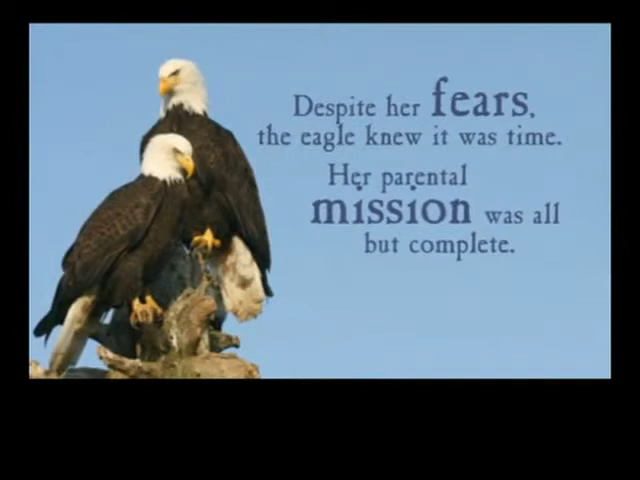 Despite her fears,
the eagle knew it was time.
Her parental
mission was all
but complete.